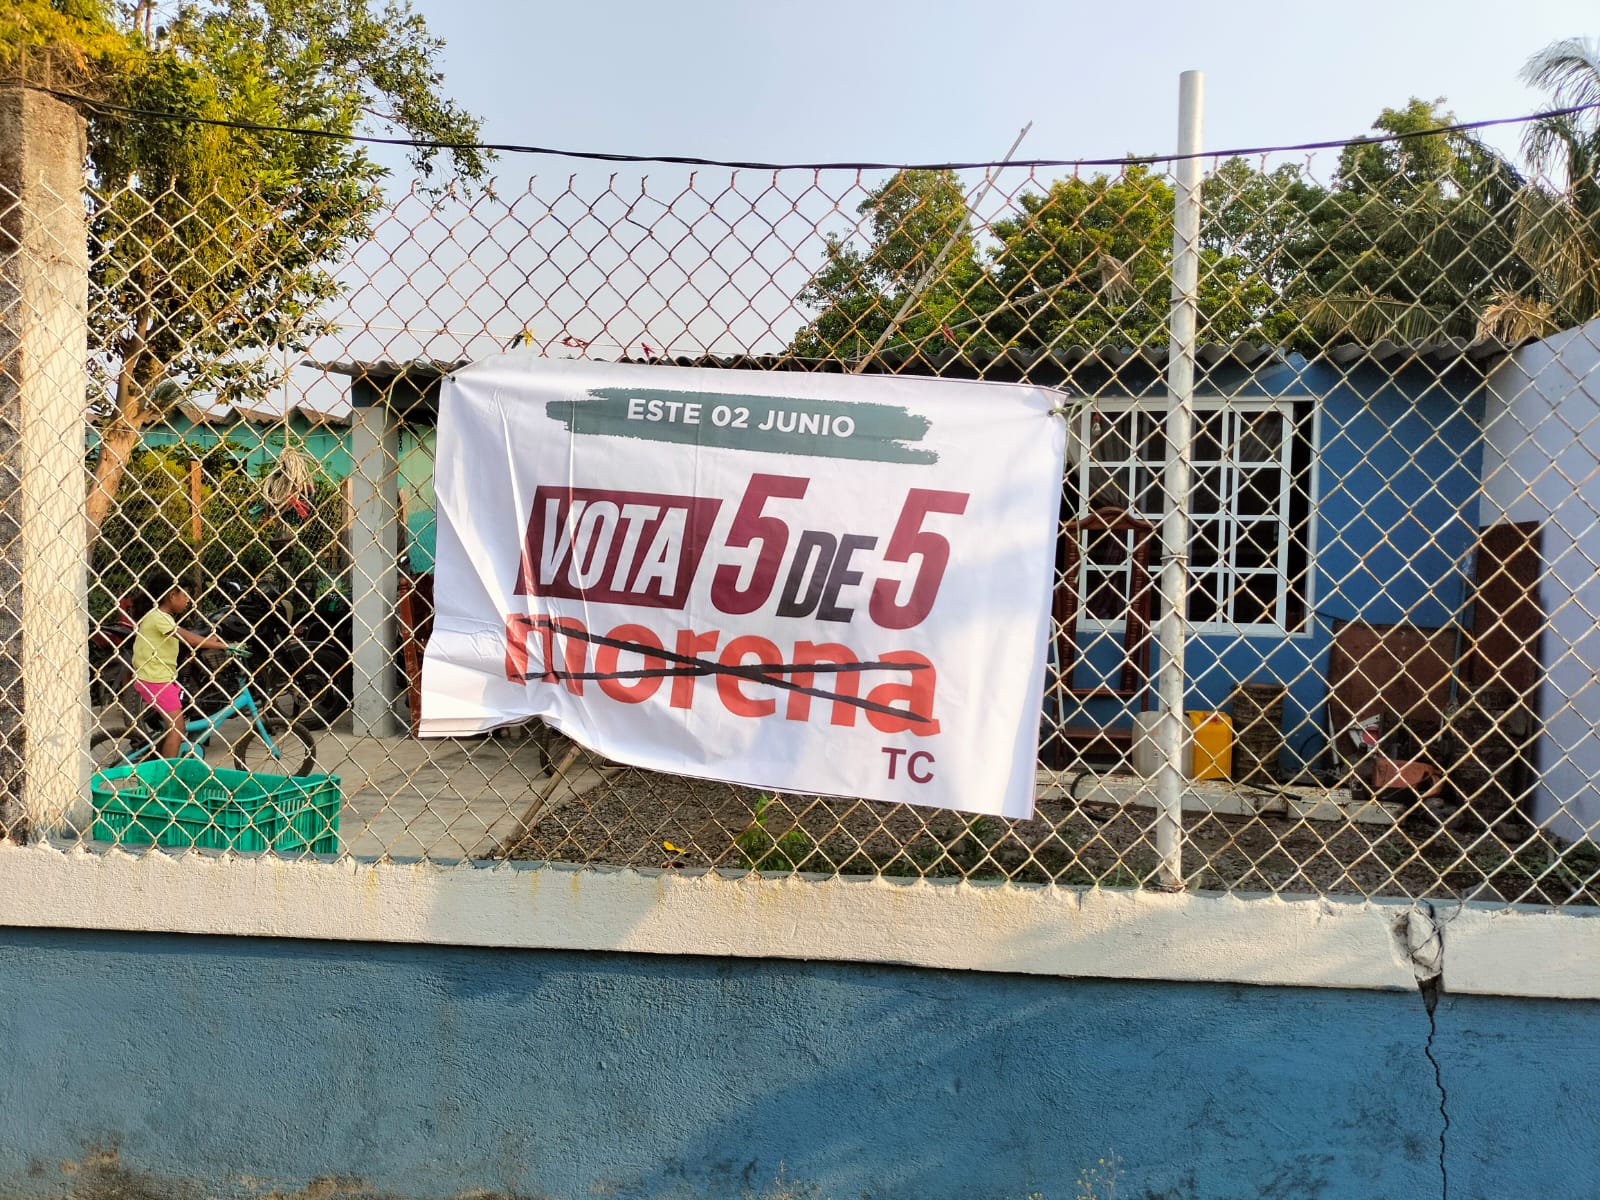 ESTE 02 JUNIO
VOTA 5 DE 5
morena
TC